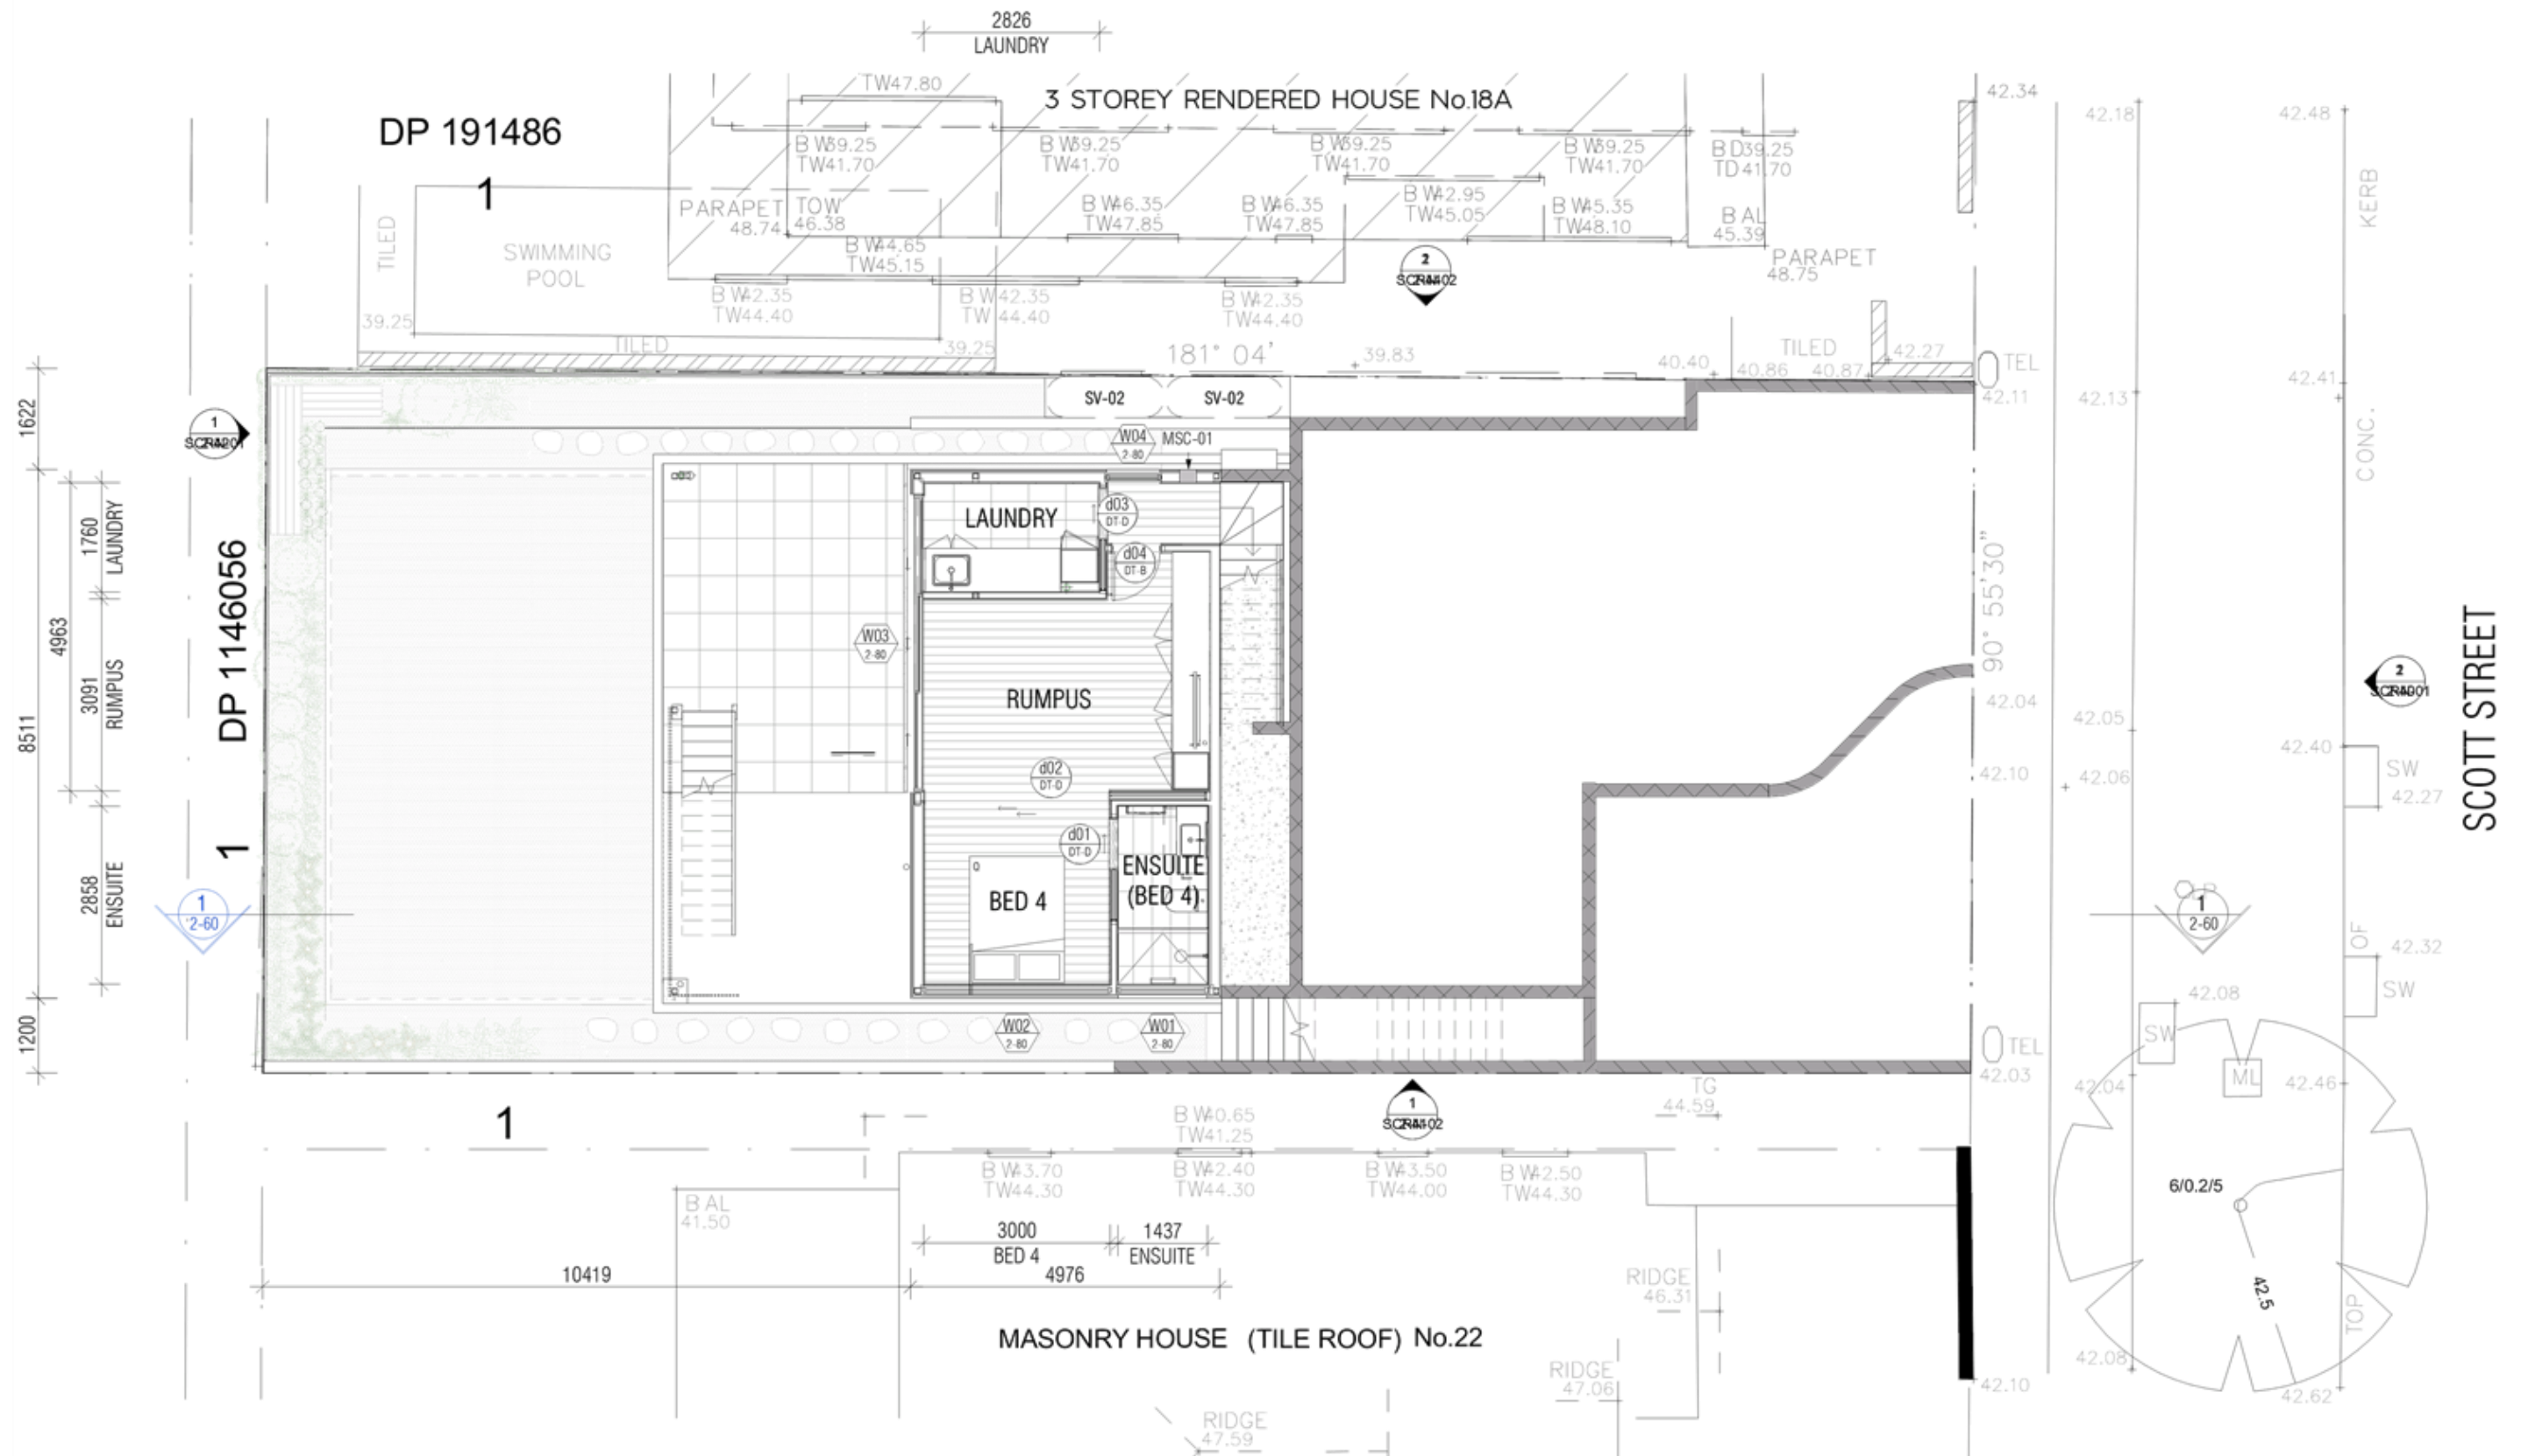 2826
LAUNDRY
TW47.80
3 STOREY RENDERED HOUSE No.18A
42.34
DP 191486
42.18
42.48
1
B W39.25
TW41.70
B W39.25
TW41.70
B W39.25
TW41.70
B W39.25
TW41.70
B D39.25
TD 41.70
KERB
TILED
SWIMMING
POOL
PARAPET
48.74
TOW
46.38
B W46.35
TW47.85
B W46.35
TW47.85
B W42.95
TW45.05
B W45.35
TW48.10
B AL
45.39
B W44.65
TW45.15
2
PARAPET
48.75
B W42.35
TW44.40
B W42.35
TW 44.40
B W42.35
TW44.40
39.25
TILED
39.25
181° 04'
39.83
40.40
TILED
40.86
40.87
42.27
TEL
42.11
42.13
42.41
1622
SV-02
SV-02
1
W04
2-80
MSC-01
CONC.
LAUNDRY
d03
DT-D
1760
LAUNDRY
d04
DT-B
DP 1146056
1
90° 55'30"
4963
W03
2-80
3091
RUMPUS
RUMPUS
2
SCOTT STREET
42.04
42.05
42.40
8511
SW
42.27
42.10
42.06
d02
DT-D
d01
DT-D
ENSUITE
(BED 4)
BED 4
2858
ENSUITE
1
2-60
1
2-60
OF
42.32
SW
42.08
1200
W02
2-80
W01
2-80
SW
TEL
42.03
42.04
ML
42.46
1
TG
44.59
1
B W40.65
TW41.25
B W43.70
TW44.30
B W42.40
TW44.30
B W43.50
TW44.00
B W42.50
TW44.30
6/0.2/5
B AL
41.50
3000
BED 4
1437
ENSUITE
10419
4976
RIDGE
46.31
42.5
TOP
MASONRY HOUSE (TILE ROOF) No.22
RIDGE
47.06
42.08
42.10
42.62
RIDGE
47.59